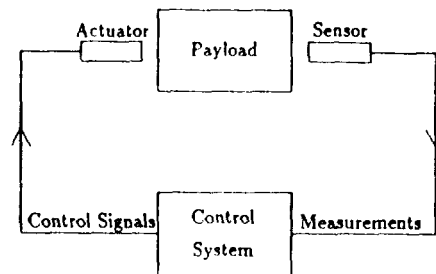 Actuator
Payload
Sensor
Control Signals
Control
System
Measurements